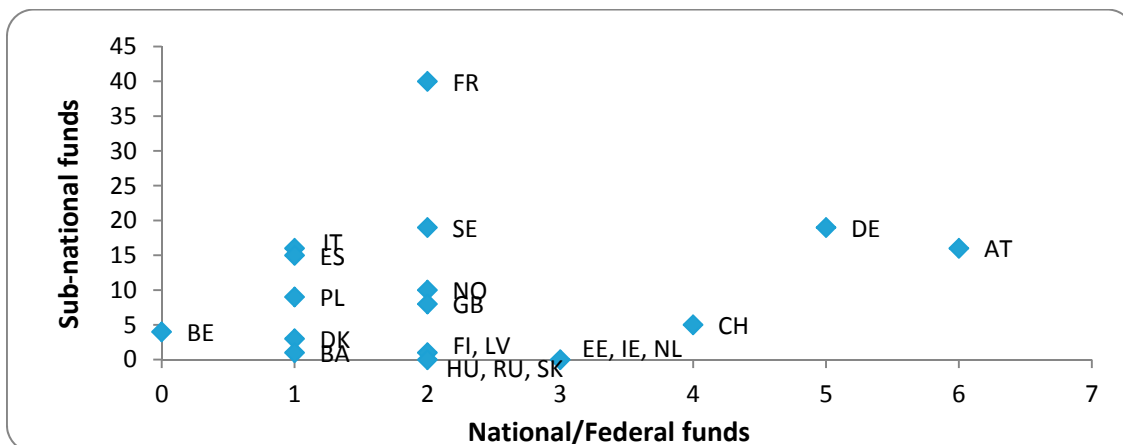 45
40
35
30
25
20
15
10
5
0
Sub-national funds
FR
SE
DE
IT
ES
AT
PL
NO
GB
BE
DK
BA
CH
FI, LV
EE, IE, NL
HU, RU, SK
0 1 2 3 4 5 6 7
National/Federal funds